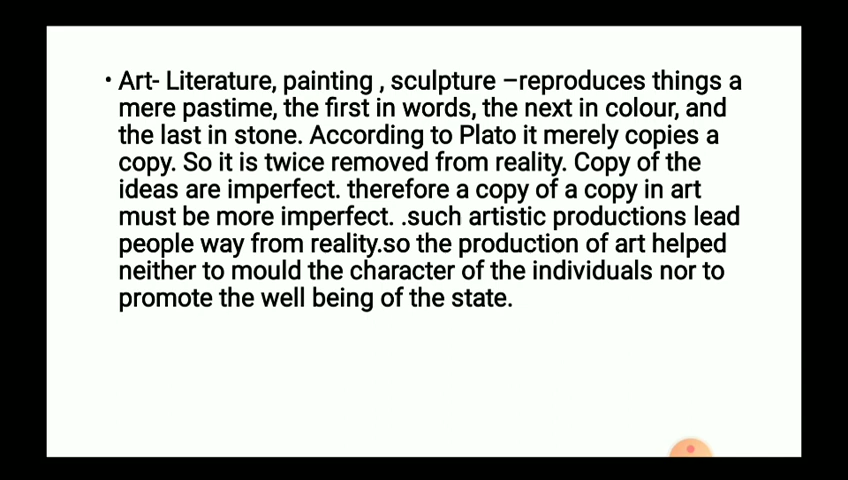 • Art- Literature, painting , sculpture –reproduces things a
mere pastime, the first in words, the next in colour, and
the last in stone. According to Plato it merely copies a
copy. So it is twice removed from reality. Copy of the
ideas are imperfect. therefore a copy of a copy in art
must be more imperfect. .such artistic productions lead
people way from reality.so the production of art helped
neither to mould the character of the individuals nor to
promote the well being of the state.